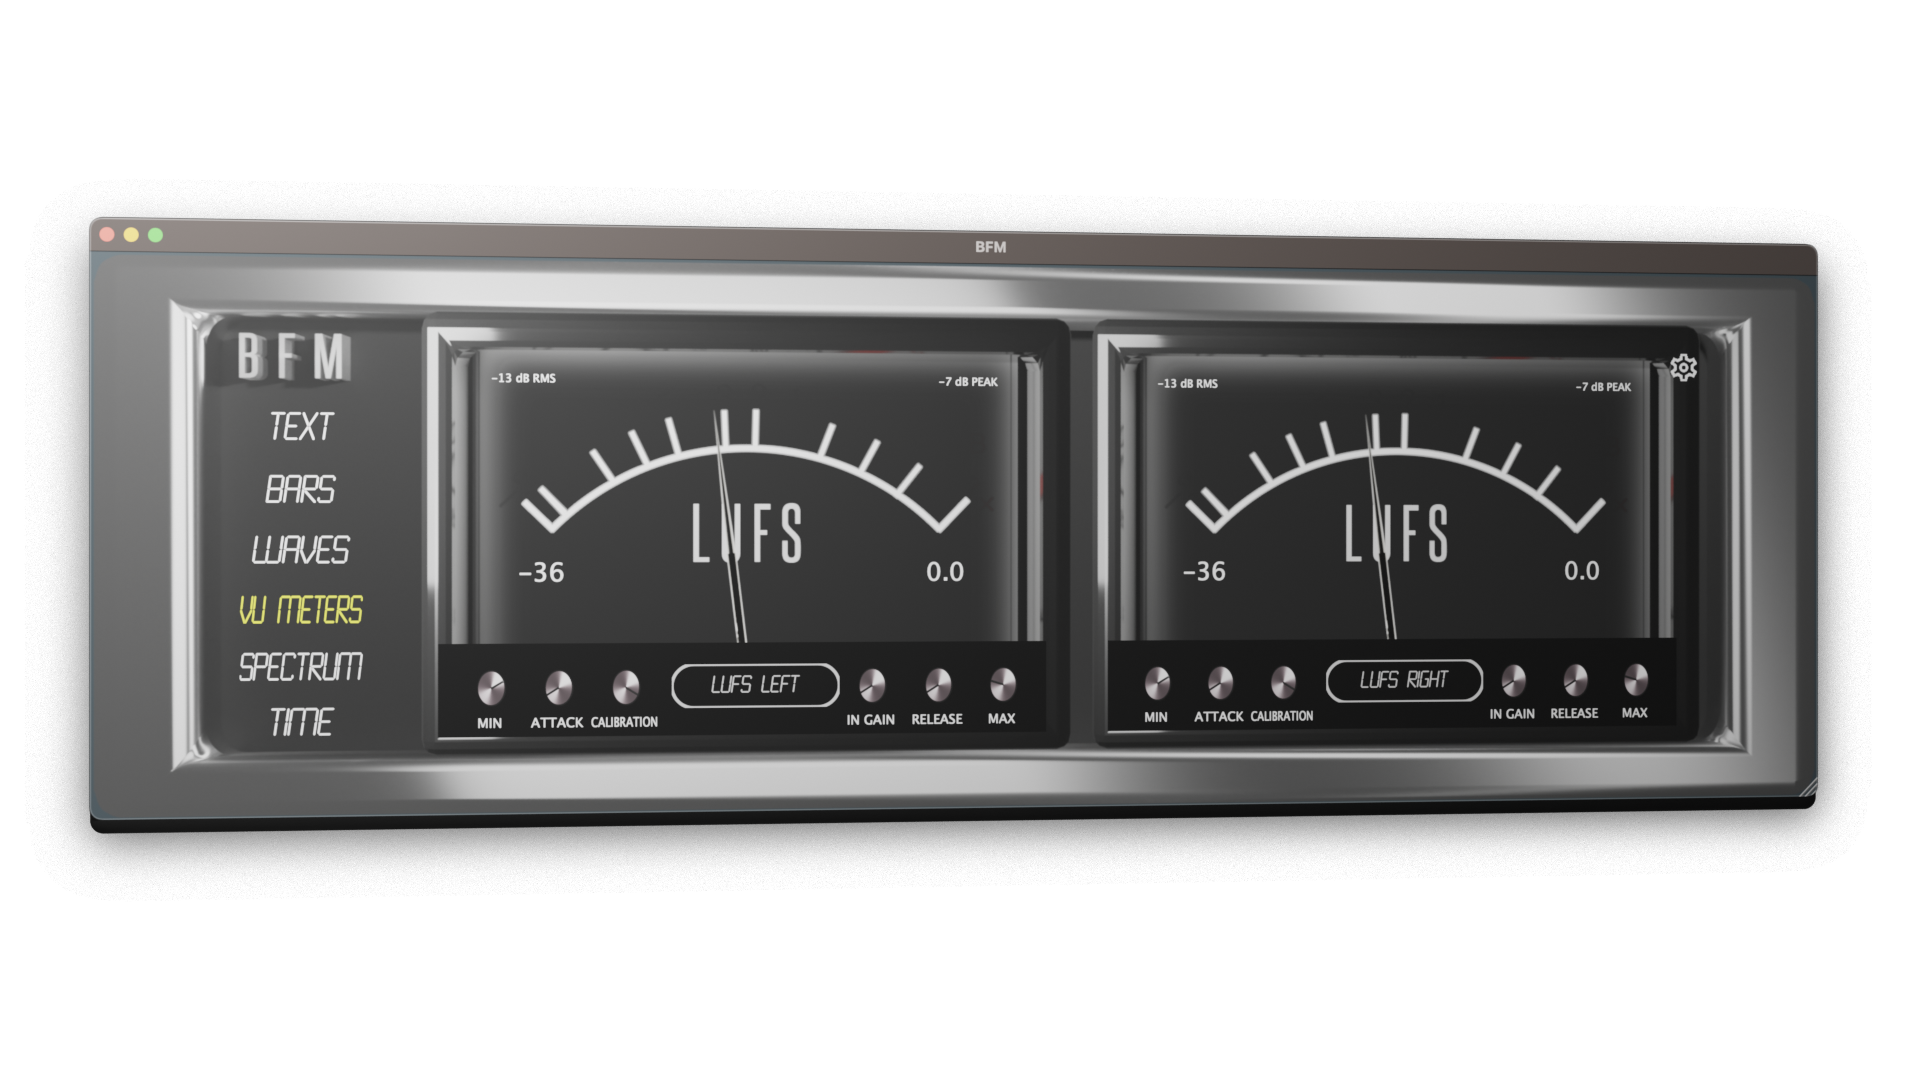 BFM
BFM
TEXT
BARS
WAVES
VU METERS
SPECTRUM
TIME
-13 dB RMS
-7 dB PEAK
LUFS
-36
0.0
MIN
ATTACK
CALIBRATION
LUFS LEFT
IN GAIN
RELEASE
MAX
-13 dB RMS
-7 dB PEAK
LUFS
-36
0.0
MIN
ATTACK
CALIBRATION
LUFS RIGHT
IN GAIN
RELEASE
MAX